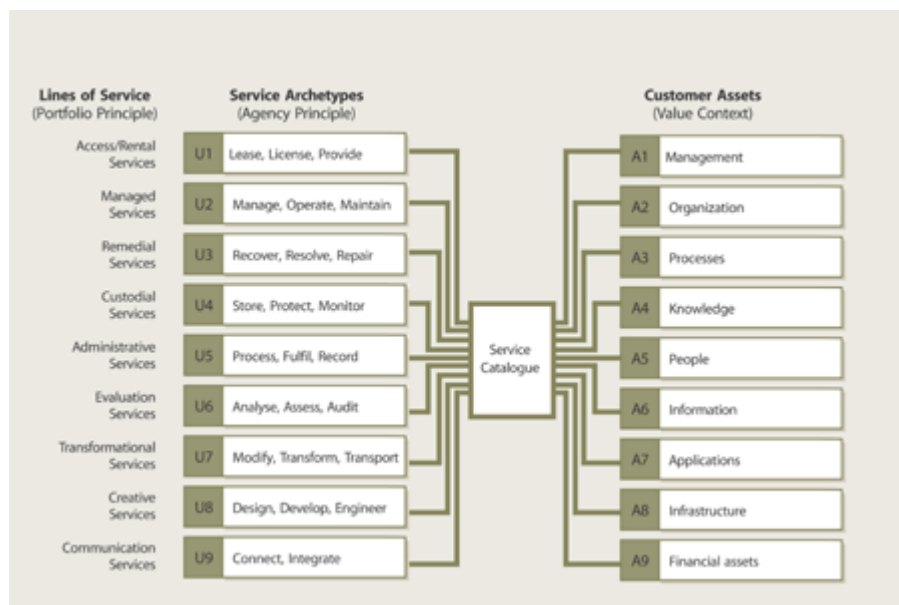 Lines of Service
(Portfolio Principle)
Service Archetypes
(Agency Principle)
Customer Assets
(Value Context)
Access/Rental
Services
U1 Lease, License, Provide
A1 Management
Managed
Services
U2 Manage, Operate, Maintain
A2 Organization
Remedial
Services
U3 Recover, Resolve, Repair
A3 Processes
Custodial
Services
U4 Store, Protect, Monitor
A4 Knowledge
Administrative
Services
U5 Process, Fulfil, Record
Service
Catalogue
A5 People
Evaluation
Services
U6 Analyse, Assess, Audit
A6 Information
Transformational
Services
U7 Modify, Transform, Transport
A7 Applications
Creative
Services
U8 Design, Develop, Engineer
A8 Infrastructure
Communication
Services
U9 Connect, Integrate
A9 Financial assets